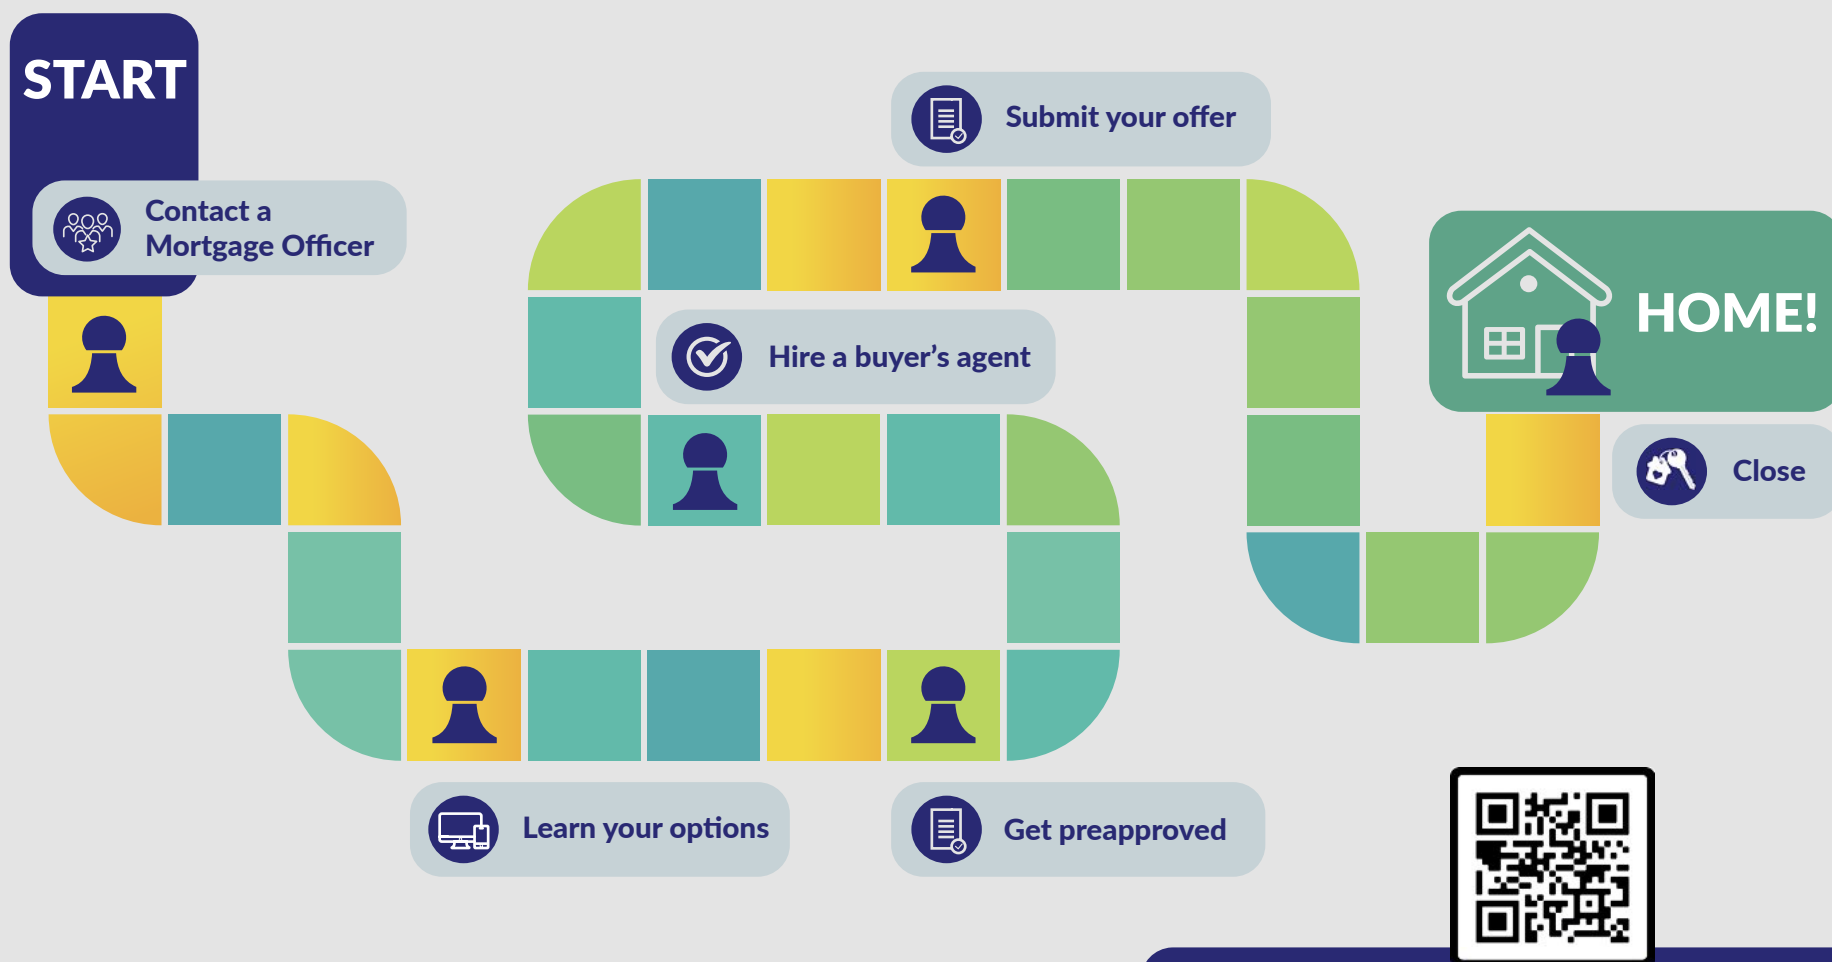 START
Contact a
Mortgage Officer
Submit your offer
Hire a buyer’s agent
HOME!
Close
Learn your options
Get preapproved